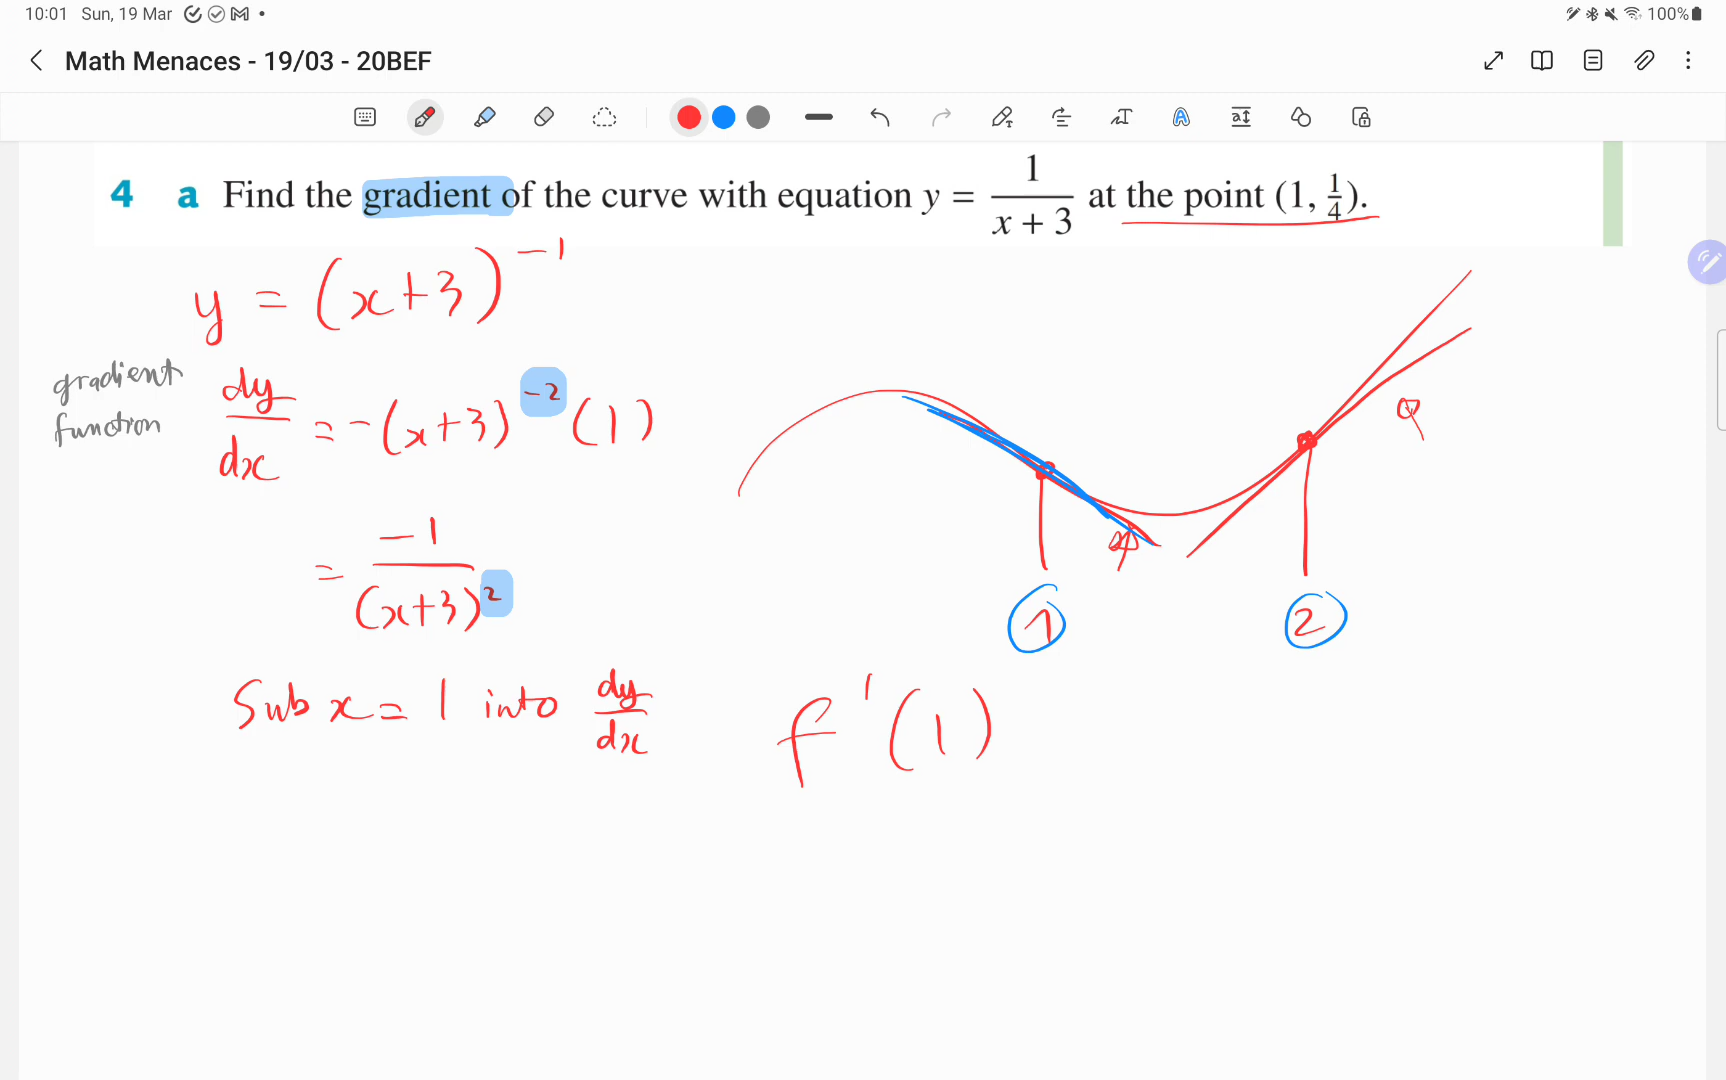 10:01 Sun, 19 Mar
100%
Math Menaces - 19/03 - 20BEF
4 a Find the gradient of the curve with equation y = 1/(x + 3) at the point (1, 1/4).
y = (x+3)^-1
gradient function
dy/dx = -(x+3)^-2 (1)
= -1/(x+3)^2
1
2
Sub x = 1 into dy/dx
f'(1)